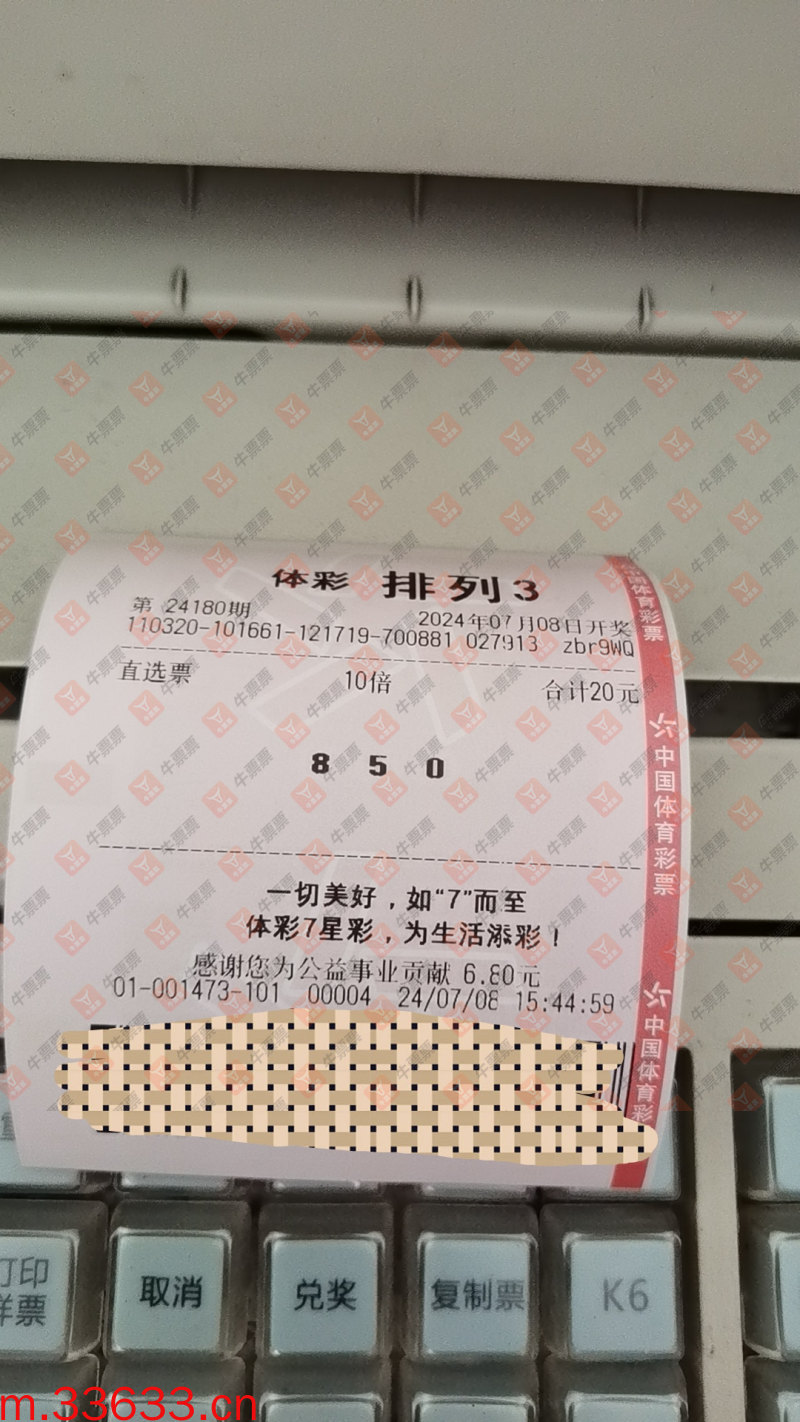 体彩 排列3
第 24180期 2024年07月08日开奖
110320-101661-121719-700881 027913 zbr9WQ
直选票 10倍 合计20元
8 5 0
一切美好，如“7”而至
体彩7星彩，为生活添彩！
感谢您为公益事业贡献 6.80元
01-001473-101 00004 24/07/08 15:44:59
中国体育彩票
中国体育彩票
中国体育彩
打印
样票
取消
兑奖
复制票
K6
牛票票
m.33633.cn